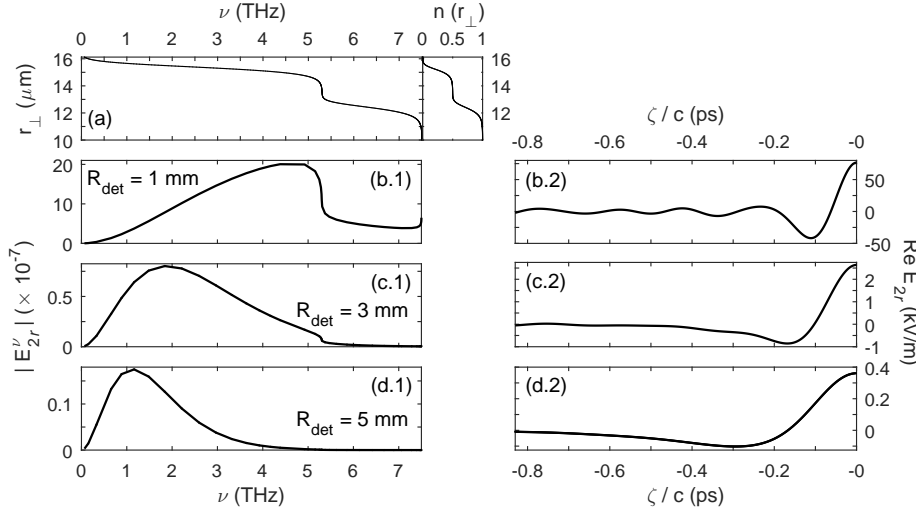 ν (THz) n (r⊥)
0 1 2 3 4 5 6 7 0 0.5 1
r⊥ (μm)
16
14
12
10
(a)
16
14
12
ζ / c (ps)
-0.8 -0.6 -0.4 -0.2 -0
| E^ν_2r | (× 10^-7)
20
10
0
R_det = 1 mm
(b.1)
(b.2)
50
0
-50
0.5
0
(c.1)
R_det = 3 mm
(c.2)
2
1
0
-1
Re E_2r (kV/m)
0.1
0
(d.1)
R_det = 5 mm
(d.2)
0.4
0.2
0
0 1 2 3 4 5 6 7
ν (THz)
-0.8 -0.6 -0.4 -0.2 -0
ζ / c (ps)